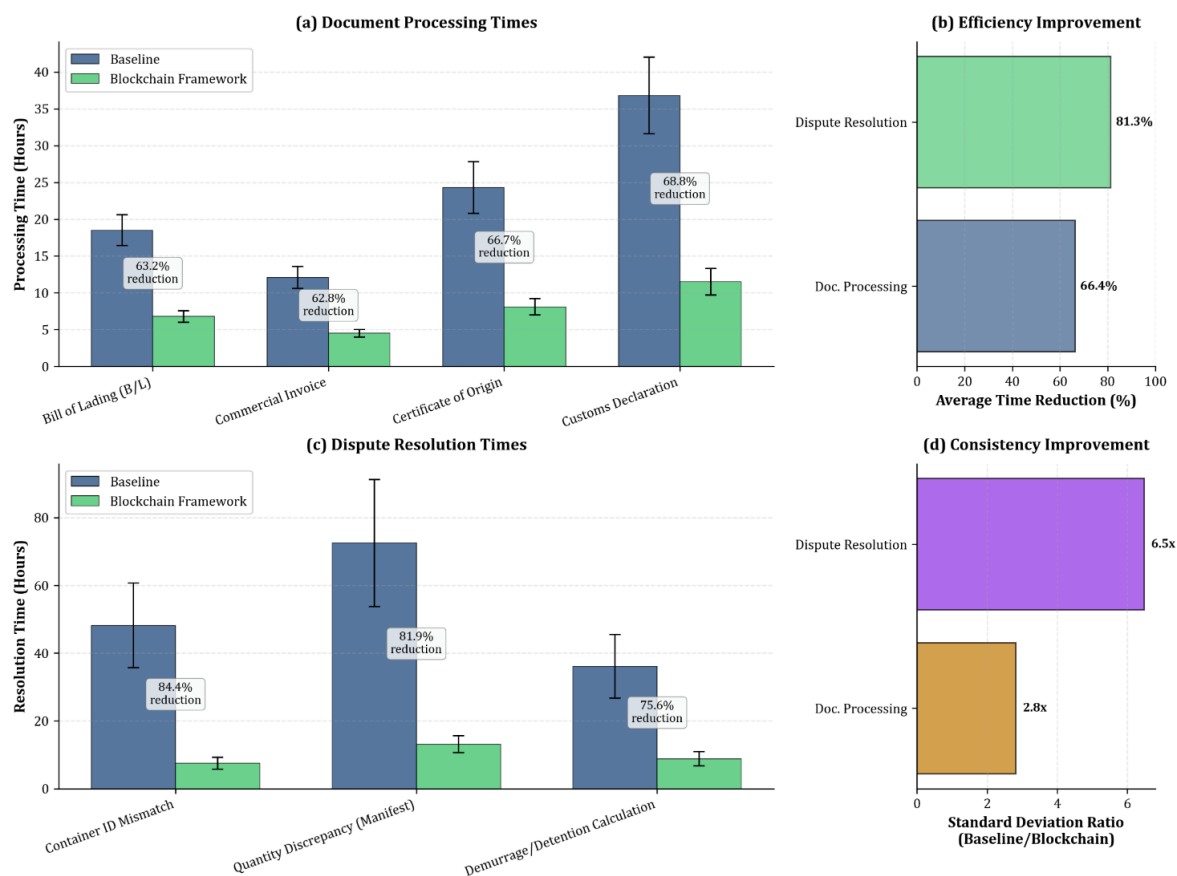 (a) Document Processing Times
Baseline
Blockchain Framework
Processing Time (Hours)
40
35
30
25
20
15
10
5
0
63.2%
reduction
62.8%
reduction
66.7%
reduction
68.8%
reduction
Bill of Lading (B/L)
Commercial Invoice
Certificate of Origin
Customs Declaration
(b) Efficiency Improvement
Dispute Resolution
81.3%
Doc. Processing
66.4%
0 20 40 60 80 100
Average Time Reduction (%)
(c) Dispute Resolution Times
Baseline
Blockchain Framework
Resolution Time (Hours)
80
60
40
20
0
84.4%
reduction
81.9%
reduction
75.6%
reduction
Container ID Mismatch
Quantity Discrepancy (Manifest)
Demurrage/Detention Calculation
(d) Consistency Improvement
Dispute Resolution
6.5x
Doc. Processing
2.8x
0 2 4 6
Standard Deviation Ratio
(Baseline/Blockchain)